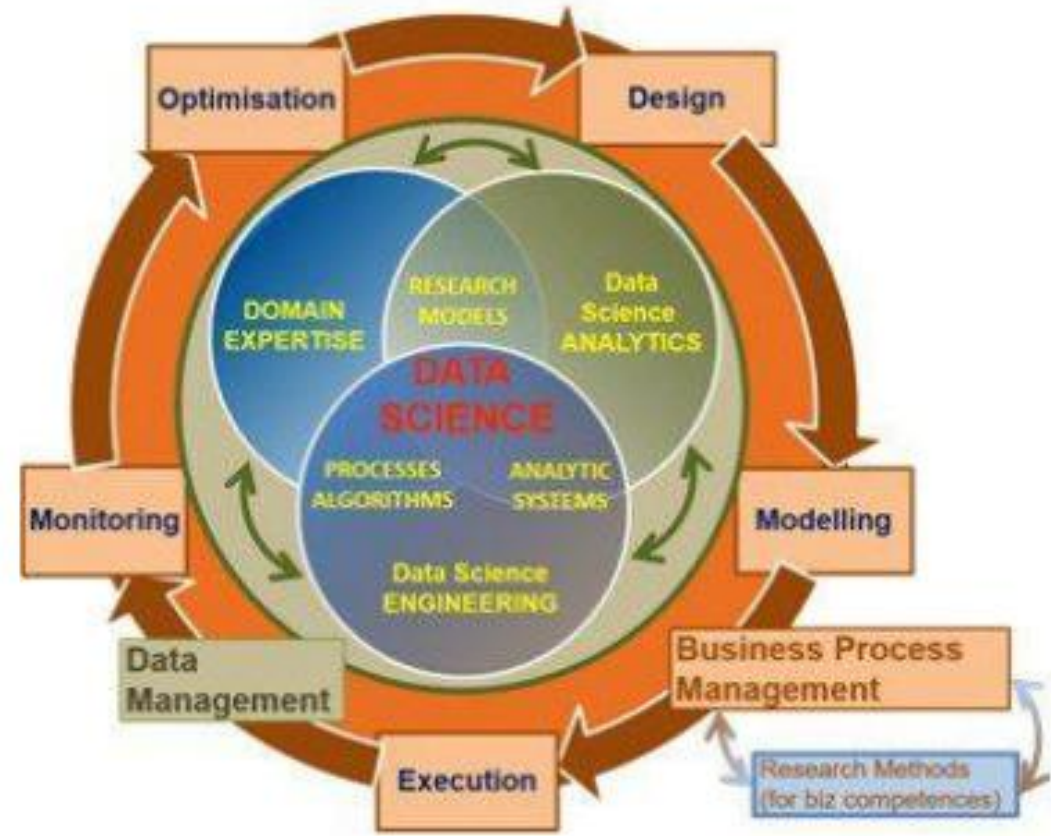 Optimisation
Design
DOMAIN
EXPERTISE
RESEARCH
MODELS
Data
Science
ANALYTICS
DATA
SCIENCE
PROCESSES
ALGORITHMS
ANALYTIC
SYSTEMS
Monitoring
Modelling
Data Science
ENGINEERING
Data
Management
Business Process
Management
Execution
Research Methods
(for biz competences)